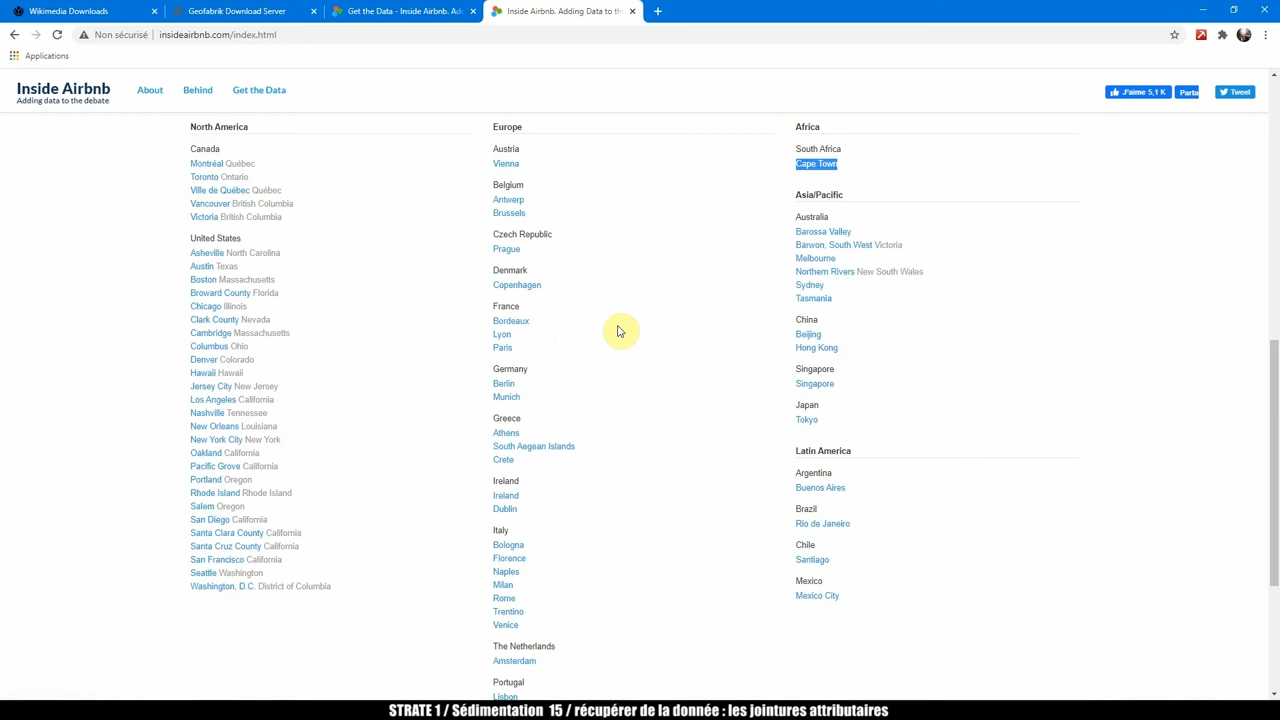 Wikimedia Downloads
Geofabrik Download Server
Get the Data - Inside Airbnb. Ad
Inside Airbnb. Adding Data to the
Non sécurisé
insideairbnb.com/index.html
Applications
Inside Airbnb
Adding data to the debate
About
Behind
Get the Data
J'aime 5,1 K
Parta
Tweet
North America
Canada
Montréal Québec
Toronto Ontario
Ville de Québec Québec
Vancouver British Columbia
Victoria British Columbia
United States
Asheville North Carolina
Austin Texas
Boston Massachusetts
Broward County Florida
Chicago Illinois
Clark County Nevada
Cambridge Massachusetts
Columbus Ohio
Denver Colorado
Hawaii Hawaii
Jersey City New Jersey
Los Angeles California
Nashville Tennessee
New Orleans Louisiana
New York City New York
Oakland California
Pacific Grove California
Portland Oregon
Rhode Island Rhode Island
Salem Oregon
San Diego California
Santa Clara County California
Santa Cruz County California
San Francisco California
Seattle Washington
Washington, D.C. District of Columbia
Europe
Austria
Vienna
Belgium
Antwerp
Brussels
Czech Republic
Prague
Denmark
Copenhagen
France
Bordeaux
Lyon
Paris
Germany
Berlin
Munich
Greece
Athens
South Aegean Islands
Crete
Ireland
Ireland
Dublin
Italy
Bologna
Florence
Naples
Milan
Rome
Trentino
Venice
The Netherlands
Amsterdam
Portugal
Lisbon
Africa
South Africa
Cape Town
Asia/Pacific
Australia
Barossa Valley
Barwon, South West Victoria
Melbourne
Northern Rivers New South Wales
Sydney
Tasmania
China
Beijing
Hong Kong
Singapore
Singapore
Japan
Tokyo
Latin America
Argentina
Buenos Aires
Brazil
Rio de Janeiro
Chile
Santiago
Mexico
Mexico City
STRATE 1 / Sédimentation 15 / récupérer de la donnée : les jointures attributaires